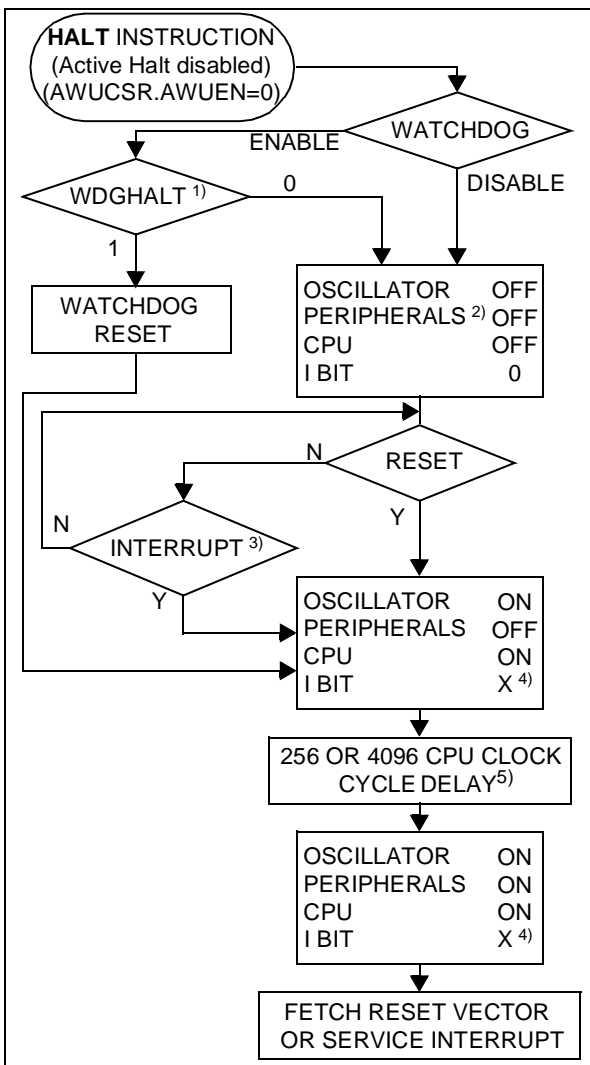 HALT INSTRUCTION
(Active Halt disabled)
(AWUCSR.AWUEN=0)
WATCHDOG
ENABLE
DISABLE
WDGHALT 1)
0
1
WATCHDOG
RESET
OSCILLATOR OFF
PERIPHERALS 2) OFF
CPU OFF
I BIT 0
RESET
N
Y
INTERRUPT 3)
N
Y
OSCILLATOR ON
PERIPHERALS OFF
CPU ON
I BIT X 4)
256 OR 4096 CPU CLOCK
CYCLE DELAY5)
OSCILLATOR ON
PERIPHERALS ON
CPU ON
I BIT X 4)
FETCH RESET VECTOR
OR SERVICE INTERRUPT